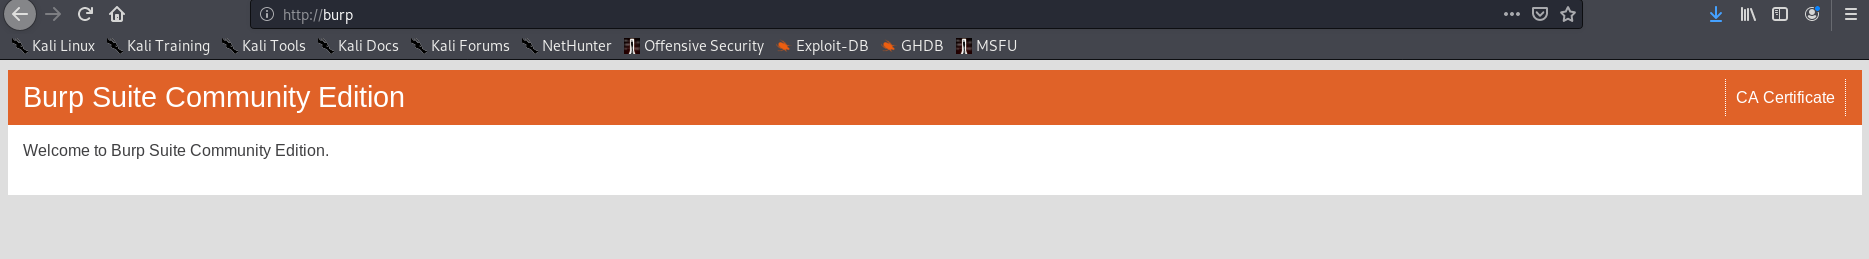 http://burp
Kali Linux Kali Training Kali Tools Kali Docs Kali Forums NetHunter Offensive Security Exploit-DB GHDB MSFU
Burp Suite Community Edition CA Certificate
Welcome to Burp Suite Community Edition.